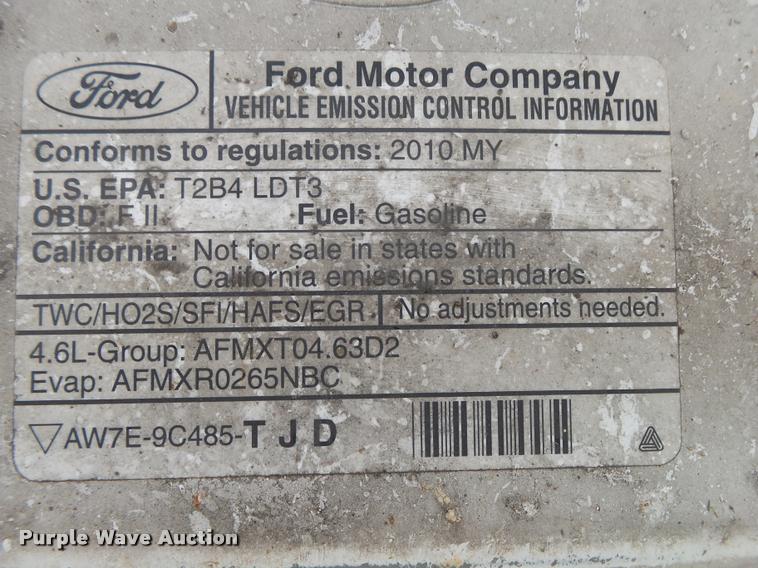 Ford
Ford Motor Company
VEHICLE EMISSION CONTROL INFORMATION
Conforms to regulations: 2010 MY
U.S. EPA: T2B4 LDT3
OBD: F II Fuel: Gasoline
California: Not for sale in states with
California emissions standards.
TWC/HO2S/SFI/HAFS/EGR No adjustments needed.
4.6L-Group: AFMXT04.63D2
Evap: AFMXR0265NBC
AW7E-9C485-T J D
Purple Wave Auction